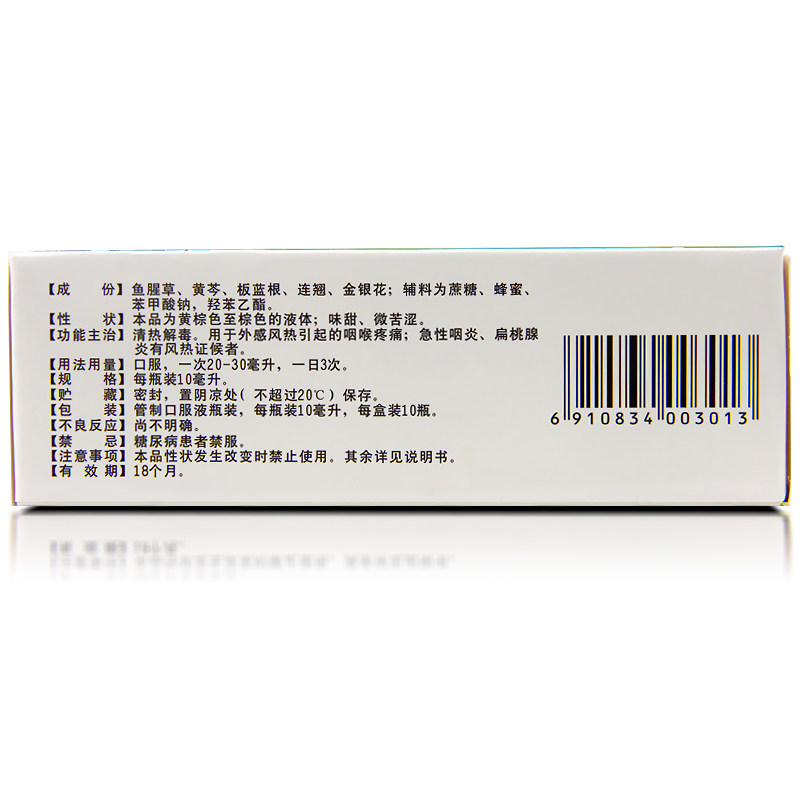 【成　份】鱼腥草、黄芩、板蓝根、连翘、金银花；辅料为蔗糖、蜂蜜、
苯甲酸钠，羟苯乙酯。
【性　状】本品为黄棕色至棕色的液体；味甜、微苦涩。
【功能主治】清热解毒。用于外感风热引起的咽喉疼痛；急性咽炎、扁桃腺
炎有风热证候者。
【用法用量】口服，一次20-30毫升，一日3次。
【规　格】每瓶装10毫升。
【贮　藏】密封，置阴凉处(不超过20℃)保存。
【包　装】管制口服液瓶装，每瓶装10毫升，每盒装10瓶。
【不良反应】尚不明确。
【禁　忌】糖尿病患者禁服。
【注意事项】本品性状发生改变时禁止使用。其余详见说明书。
【有 效 期】18个月。
6 910834 003013